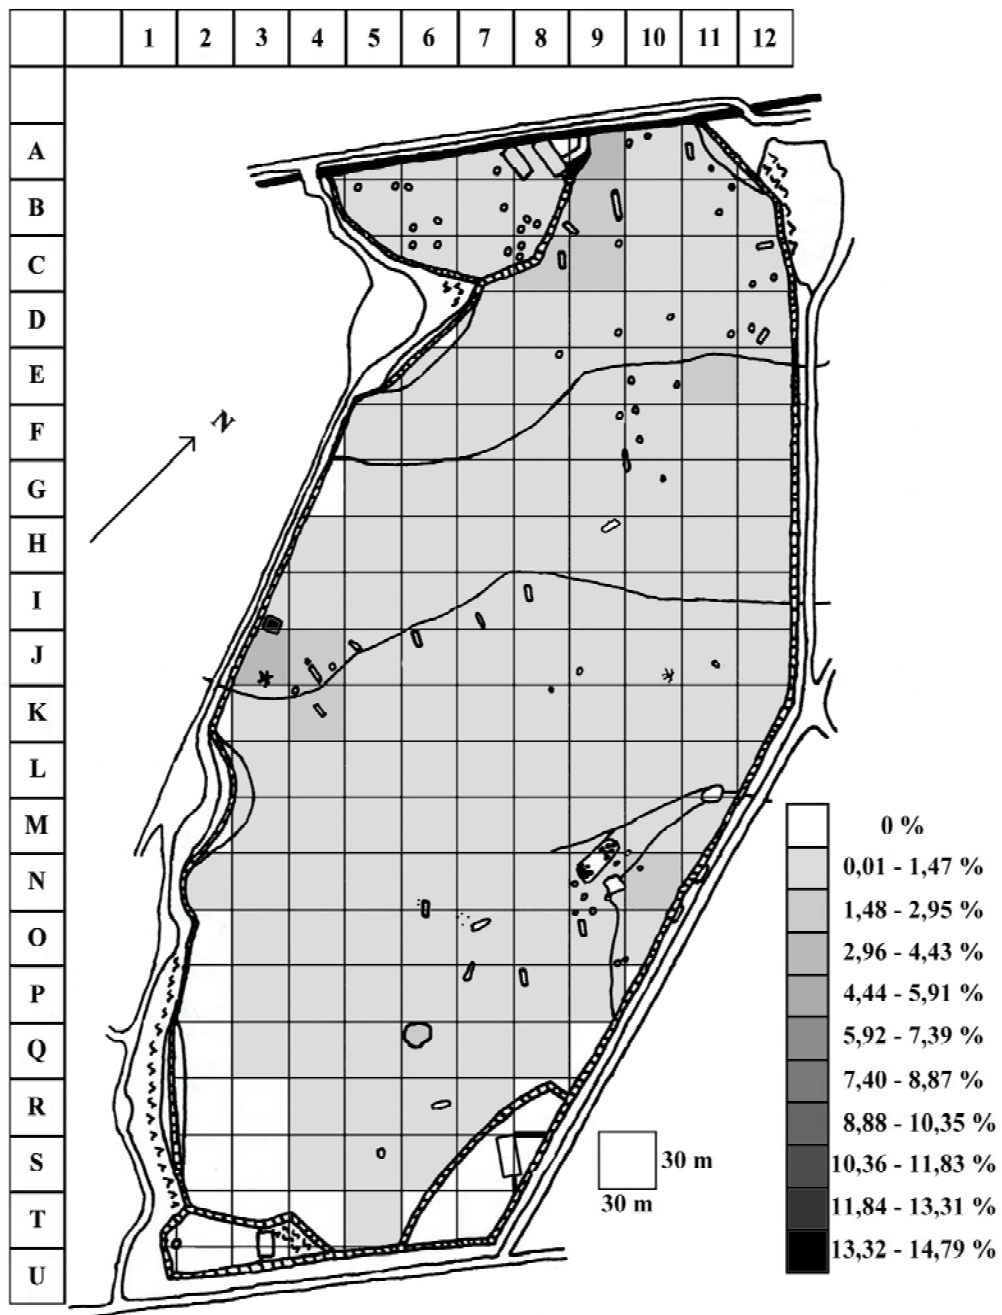 1 2 3 4 5 6 7 8 9 10 11 12
A
B
C
D
E
F
N
G
H
I
J
K
L
M
0 %
N
0,01 - 1,47 %
1,48 - 2,95 %
O
2,96 - 4,43 %
P
4,44 - 5,91 %
Q
5,92 - 7,39 %
7,40 - 8,87 %
R
8,88 - 10,35 %
S
30 m
10,36 - 11,83 %
30 m
T
11,84 - 13,31 %
U
13,32 - 14,79 %